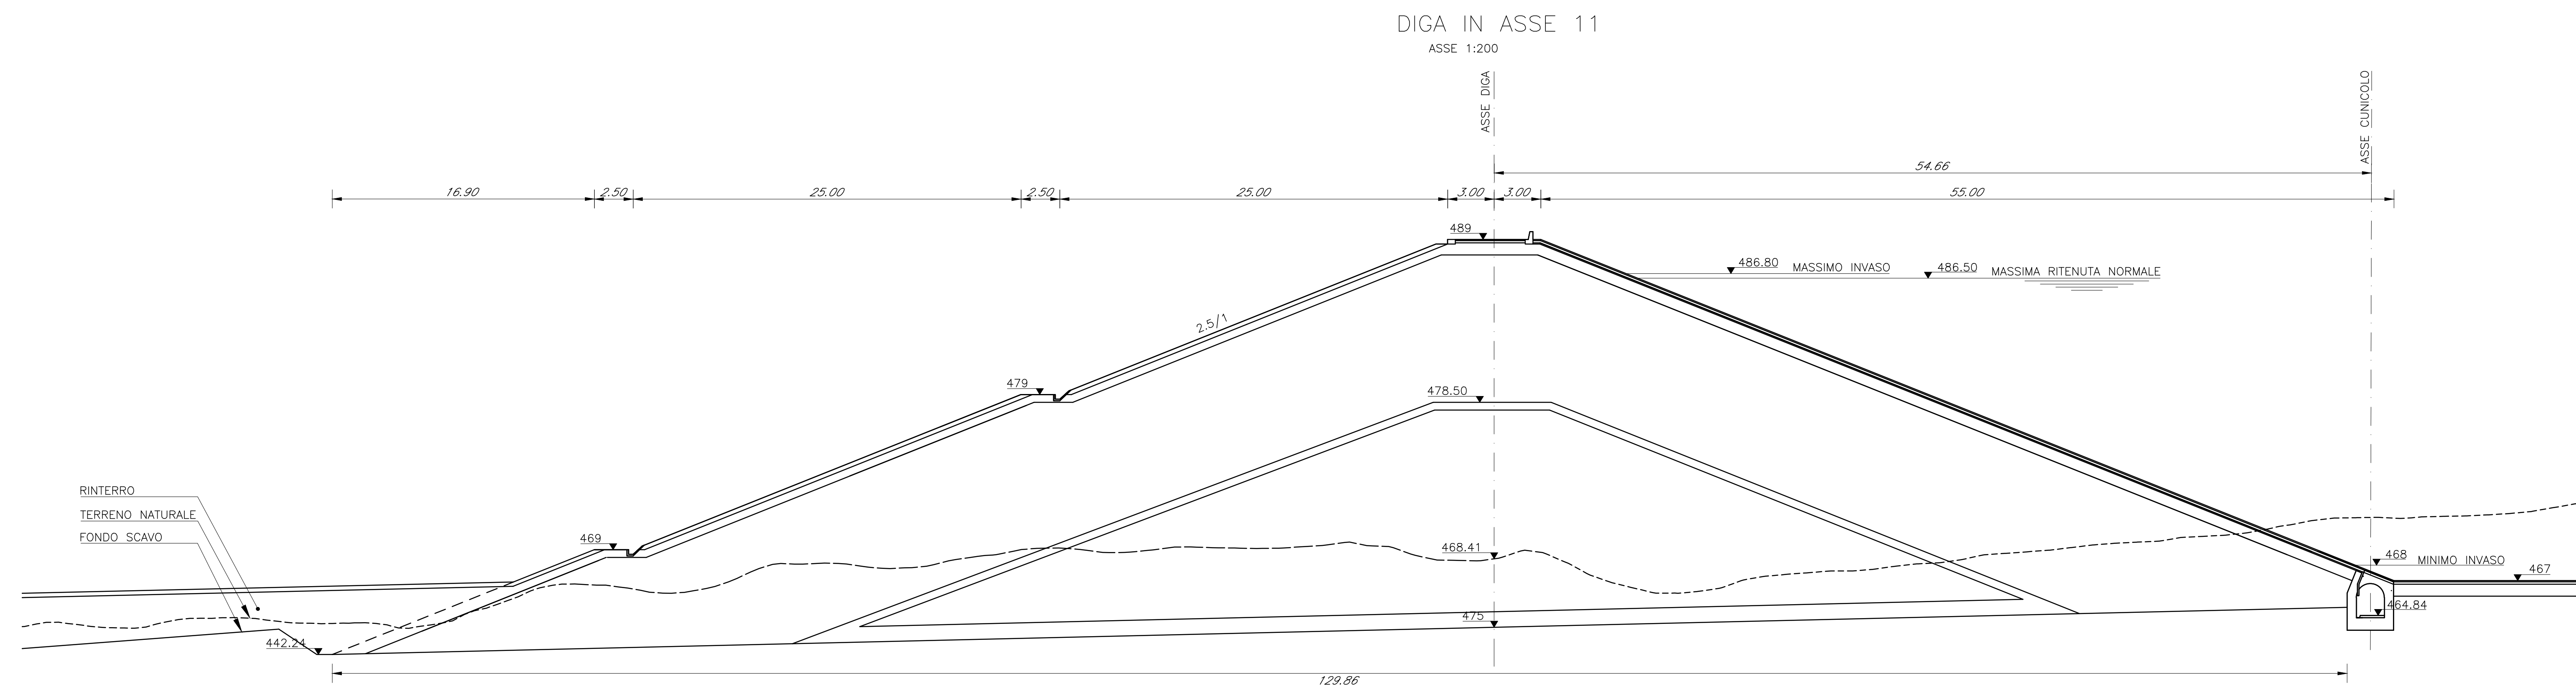 DIGA IN ASSE 11
ASSE 1:200
ASSE DIGA
ASSE CUNICOLO
54.66
16.90
2.50
25.00
2.50
25.00
3.00
3.00
55.00
489
486.80
MASSIMO INVASO
486.50
MASSIMA RITENUTA NORMALE
2.5/1
479
478.50
RINTERRO
TERRENO NATURALE
FONDO SCAVO
469
468.41
468
MINIMO INVASO
467
464.84
475
442.24
129.86